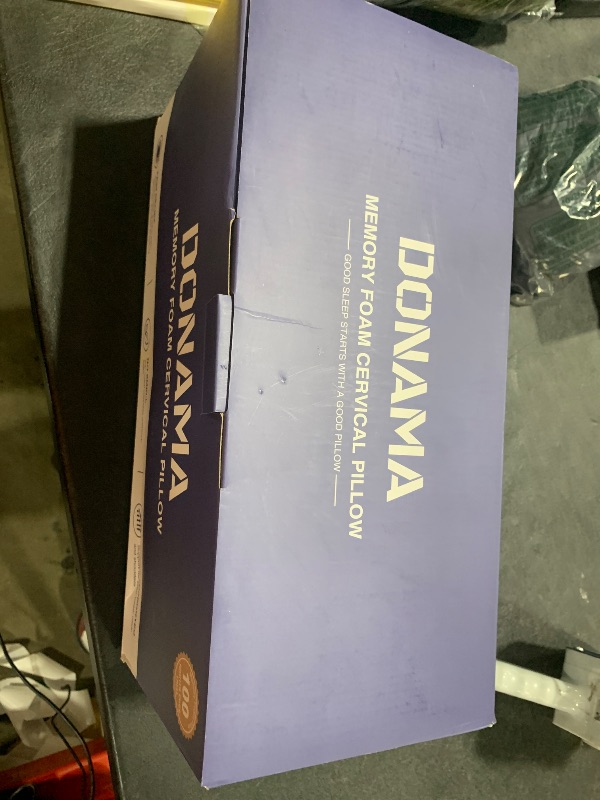 DONAMA
MEMORY FOAM CERVICAL PILLOW
GOOD SLEEP STARTS WITH A GOOD PILLOW
DONAMA
MEMORY FOAM CERVICAL PILLOW
100